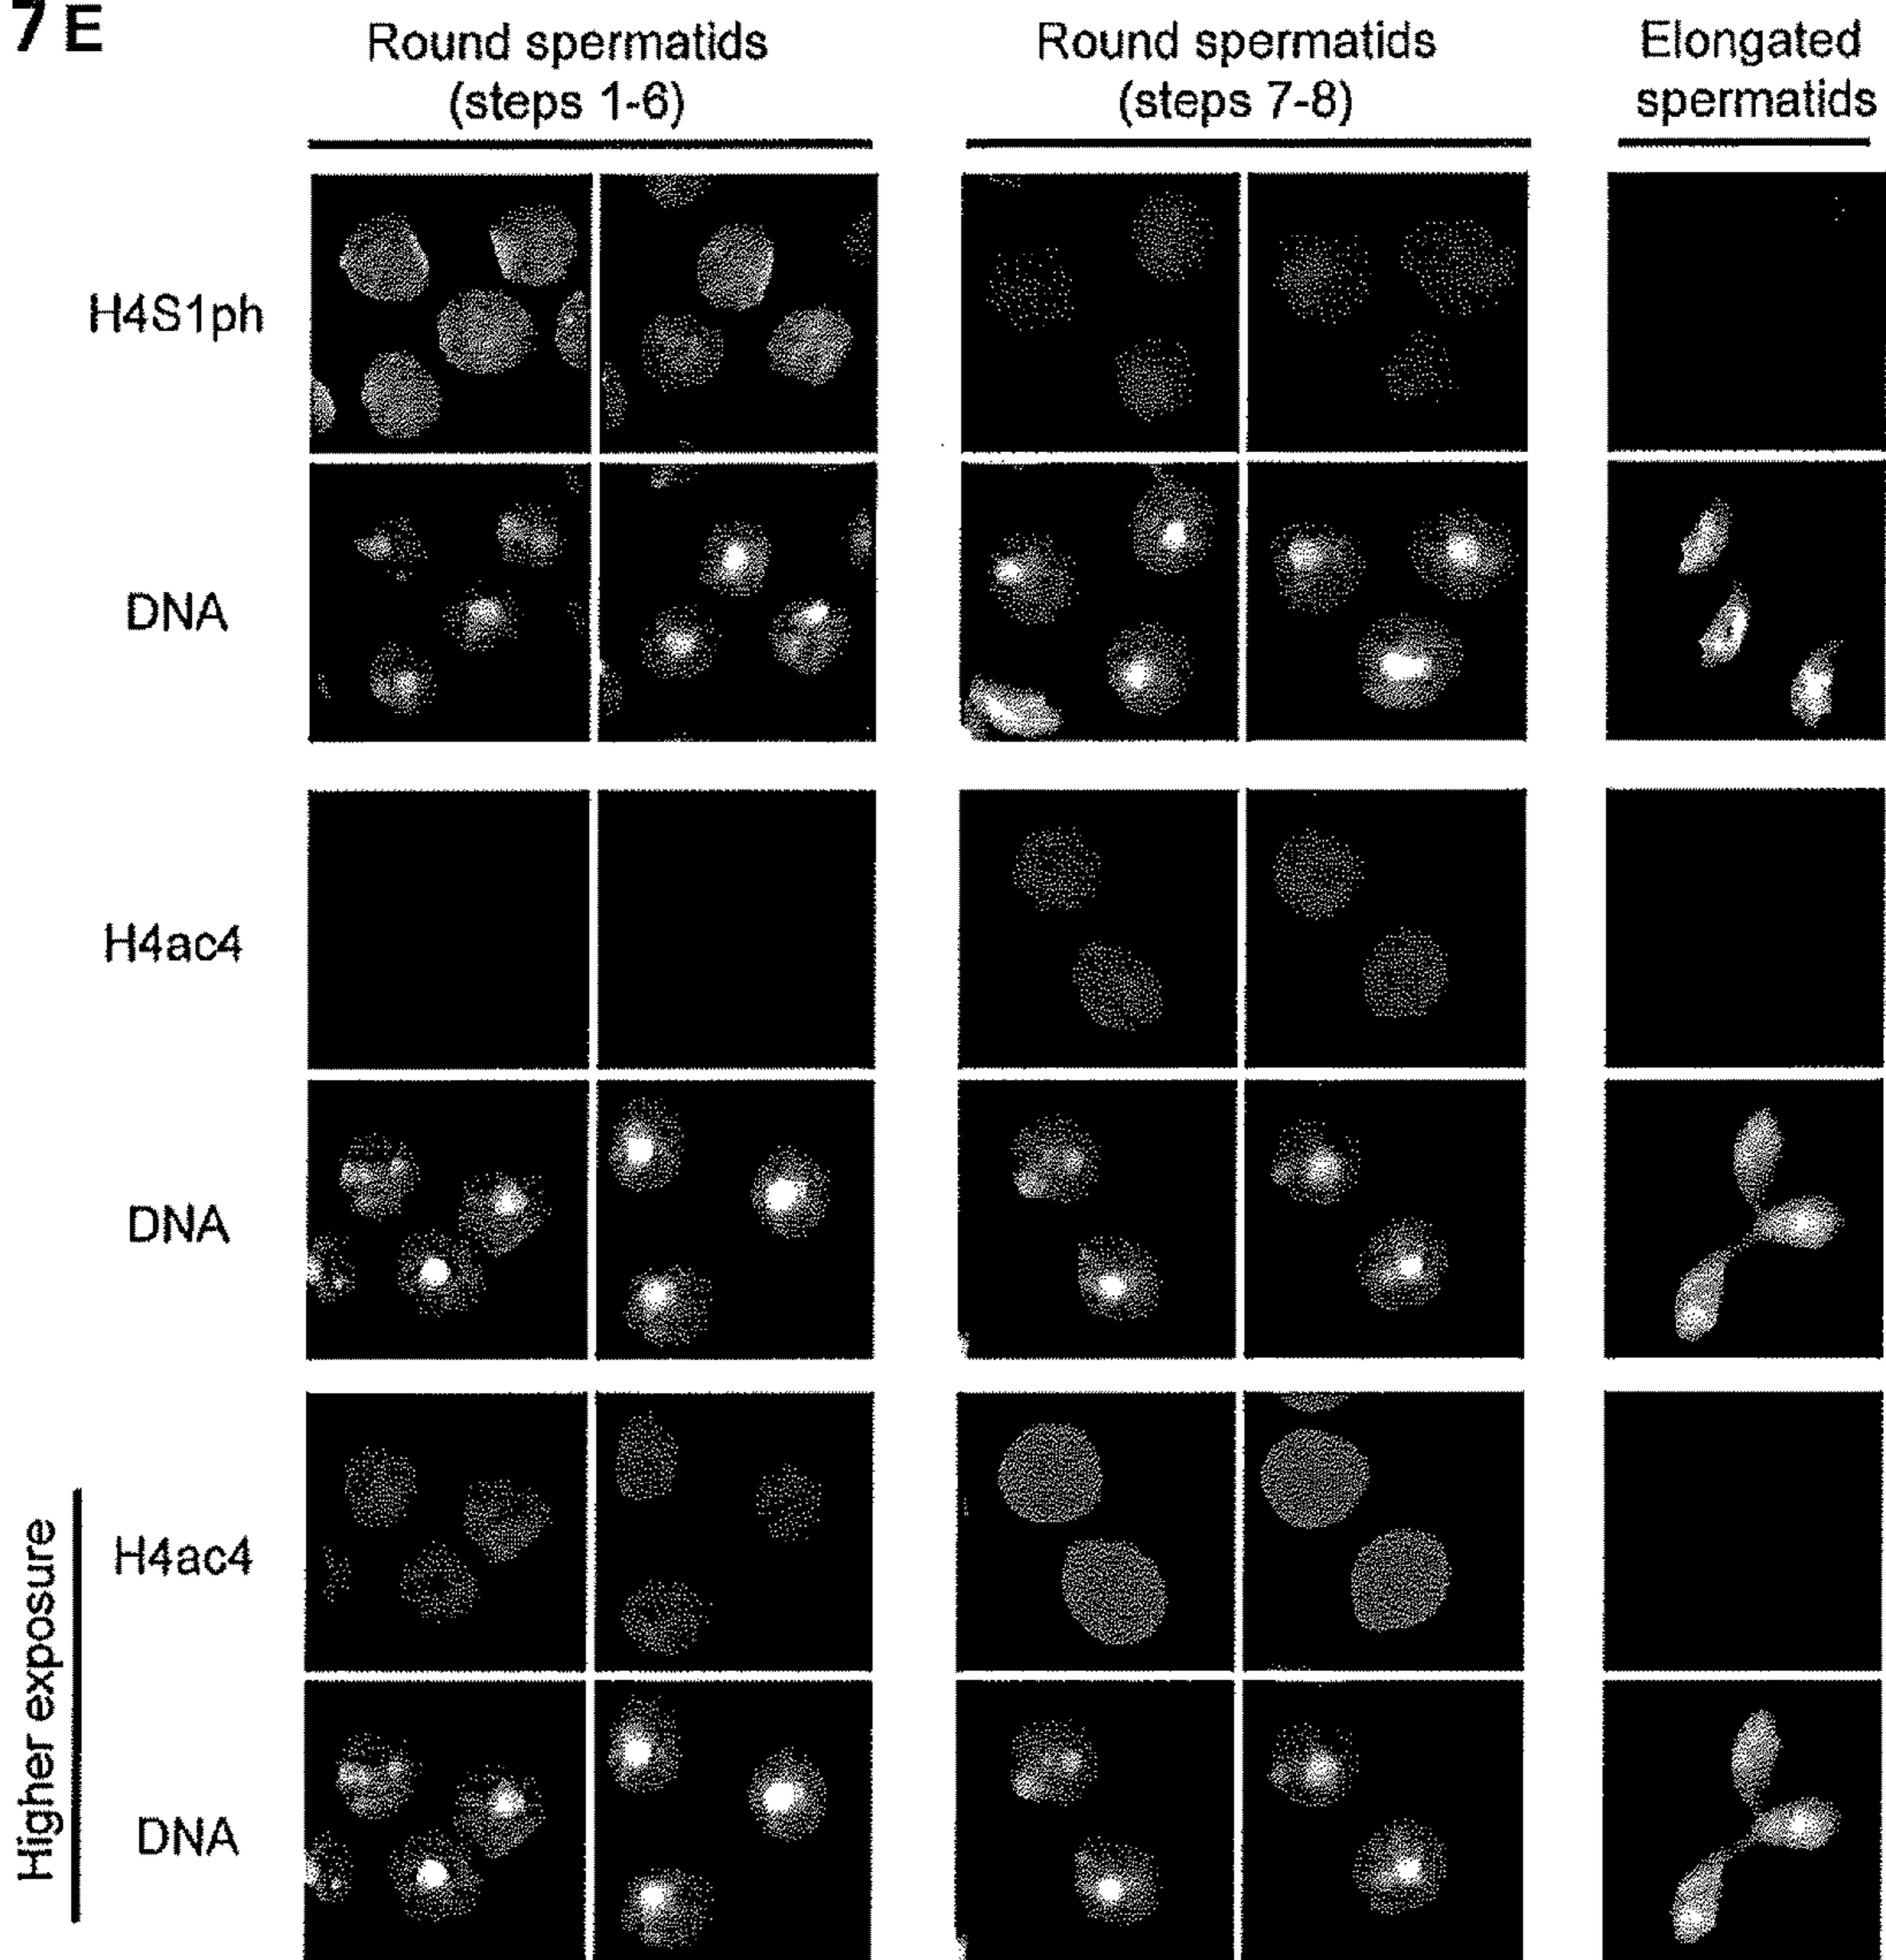 7 E
Round spermatids
(steps 1-6)
Round spermatids
(steps 7-8)
Elongated
spermatids
H4S1ph
DNA
H4ac4
DNA
Higher exposure
H4ac4
DNA